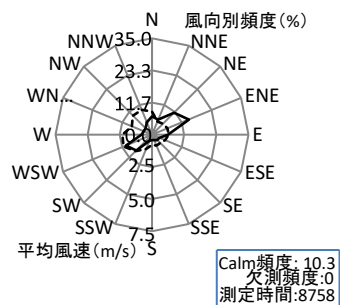 N
風向別頻度(%)
35.0
NNW
NNE
NW
23.3
NE
WN...
11.7
ENE
W
0.0
E
WSW
2.5
ESE
SW
5.0
SE
SSW
SSE
平均風速(m/s)
7.5
S
Calm頻度: 10.3
欠測頻度:0
測定時間:8758